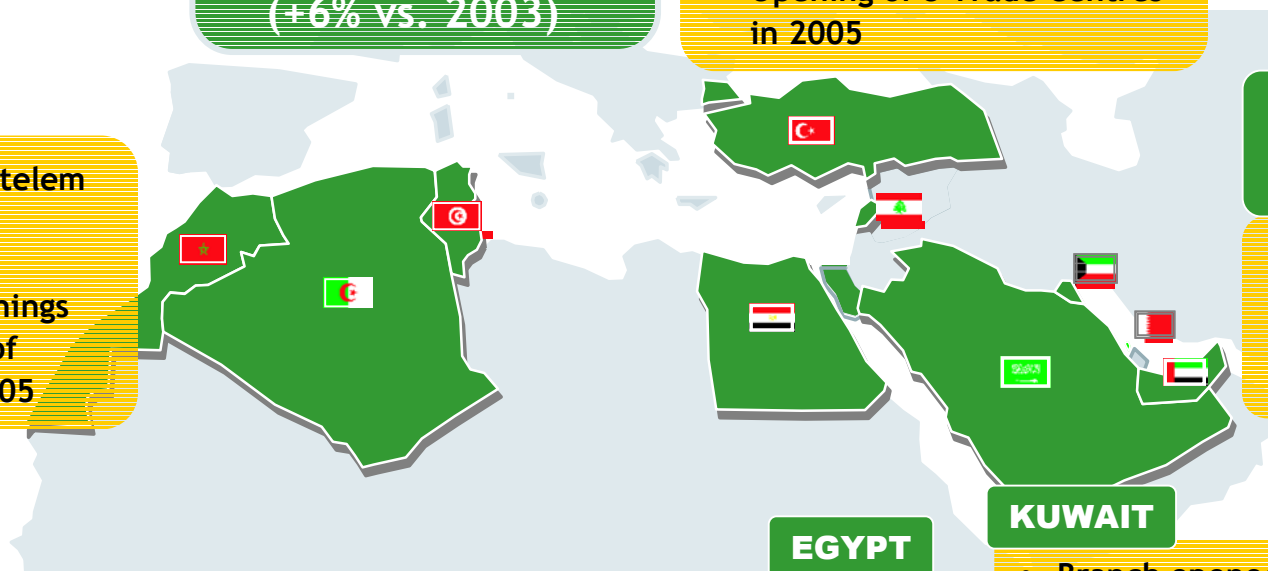 (+6% vs. 2003)
in 2005
telem
nings
of
05
KUWAIT
EGYPT